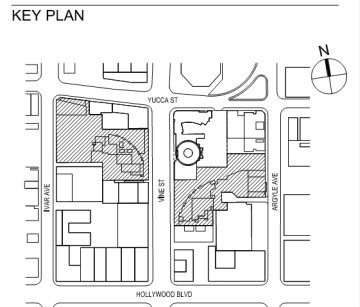 KEY PLAN
N
YUCCA ST
IVAR AVE
VINE ST
ARGYLE AVE
HOLLYWOOD BLVD